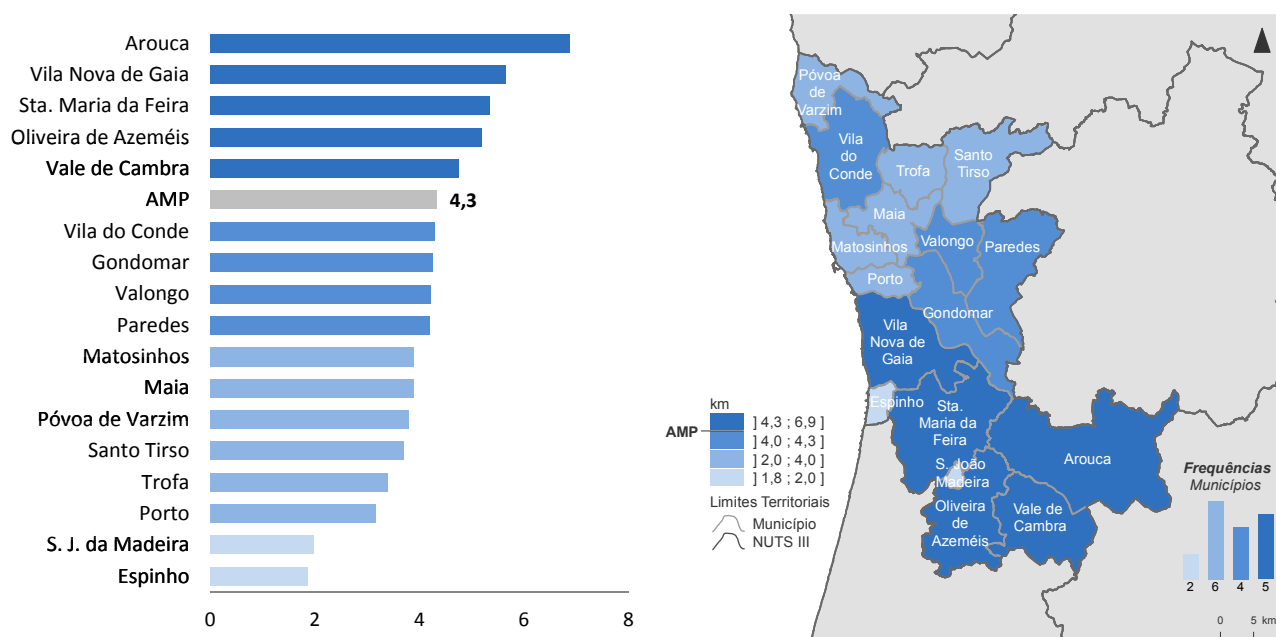 Arouca
Vila Nova de Gaia
Sta. Maria da Feira
Oliveira de Azeméis
Vale de Cambra
AMP
4,3
Vila do Conde
Gondomar
Valongo
Paredes
Matosinhos
Maia
Póvoa de Varzim
Santo Tirso
Trofa
Porto
S. J. da Madeira
Espinho
0 2 4 6 8
Póvoa
de
Varzim
Vila
do
Conde
Trofa
Santo
Tirso
Maia
Matosinhos
Valongo
Paredes
Porto
Gondomar
Vila
Nova de
Gaia
Espinho
Sta.
Maria da
Feira
Arouca
S. João
Madeira
Oliveira
de
Azeméis
Vale de
Cambra
km
AMP
] 4,3 ; 6,9 ]
] 4,0 ; 4,3 ]
] 2,0 ; 4,0 ]
] 1,8 ; 2,0 ]
Limites Territoriais
Município
NUTS III
Frequências
Municípios
2 6 4 5
0 5 km